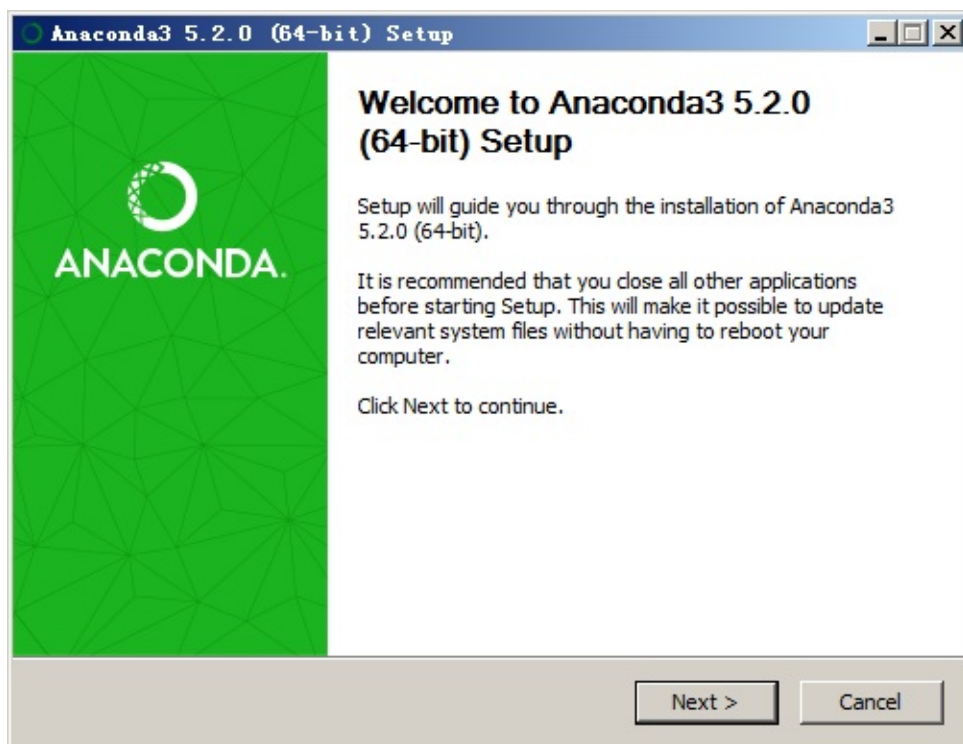 Anaconda3 5.2.0 (64-bit) Setup
ANACONDA.
Welcome to Anaconda3 5.2.0
(64-bit) Setup
Setup will guide you through the installation of Anaconda3
5.2.0 (64-bit).
It is recommended that you close all other applications
before starting Setup. This will make it possible to update
relevant system files without having to reboot your
computer.
Click Next to continue.
Next >
Cancel